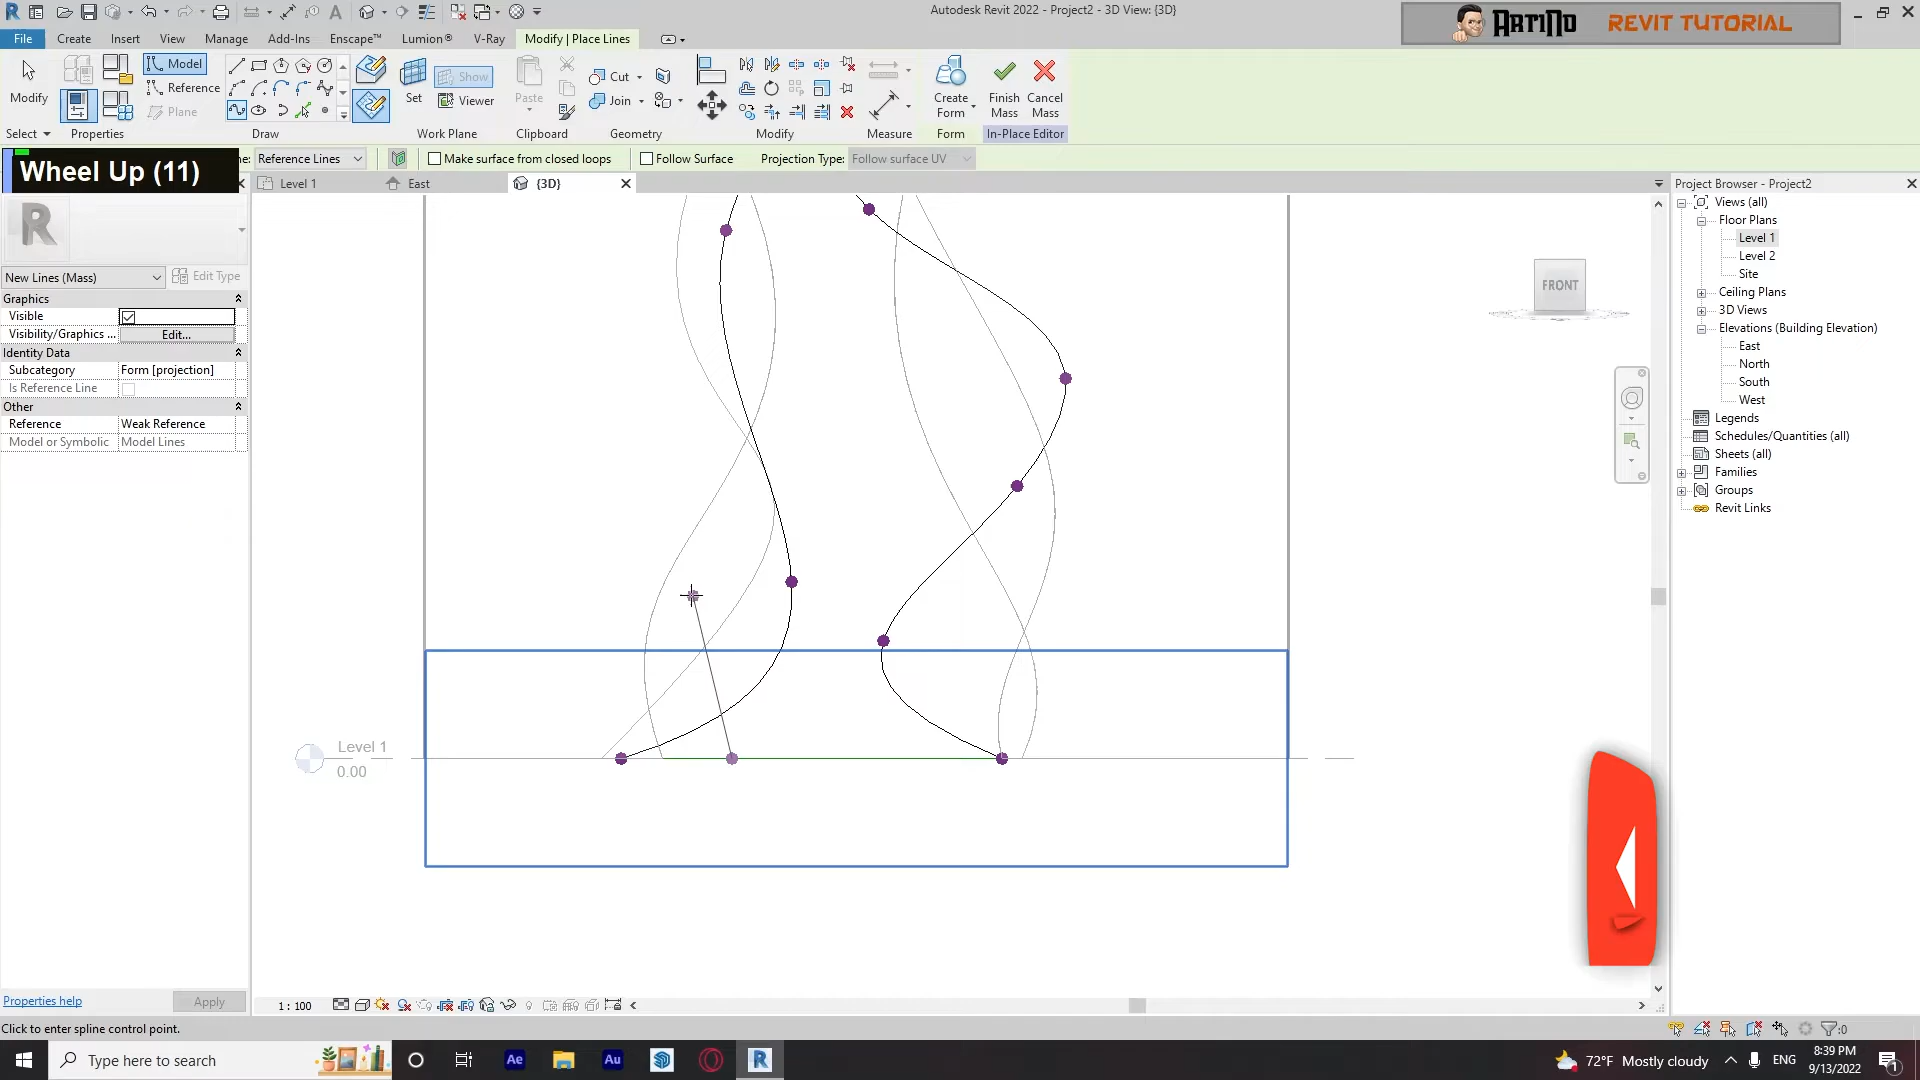 Autodesk Revit 2022 - Project2 - 3D View: {3D}
ARTINO REVIT TUTORIAL
File Create Insert View Manage Add-Ins Enscape™ Lumion® V-Ray Modify | Place Lines
Modify
Model
Reference
Plane
Set
Show
Viewer
Paste
Cut
Join
Create
Form
Finish
Mass
Cancel
Mass
Select Properties Draw Work Plane Clipboard Geometry Modify Measure Form In-Place Editor
Wheel Up (11)
Reference Lines
Make surface from closed loops
Follow Surface
Projection Type: Follow surface UV
Level 1
East
{3D}
Project Browser - Project2
New Lines (Mass)
Edit Type
Graphics
Visible
Visibility/Graphics ... Edit...
Identity Data
Subcategory Form [projection]
Is Reference Line
Other
Reference Weak Reference
Model or Symbolic Model Lines
Properties help
Apply
FRONT
Level 1
0.00
Views (all)
Floor Plans
Level 1
Level 2
Site
Ceiling Plans
3D Views
Elevations (Building Elevation)
East
North
South
West
Legends
Schedules/Quantities (all)
Sheets (all)
Families
Groups
Revit Links
1 : 100
Click to enter spline control point.
:0
Type here to search
Ae
Au
R
72°F Mostly cloudy
ENG
8:39 PM
9/13/2022
1